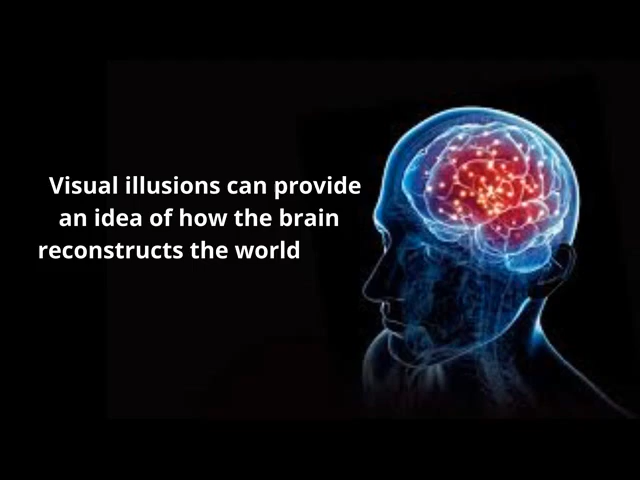 Visual illusions can provide
an idea of how the brain
reconstructs the world